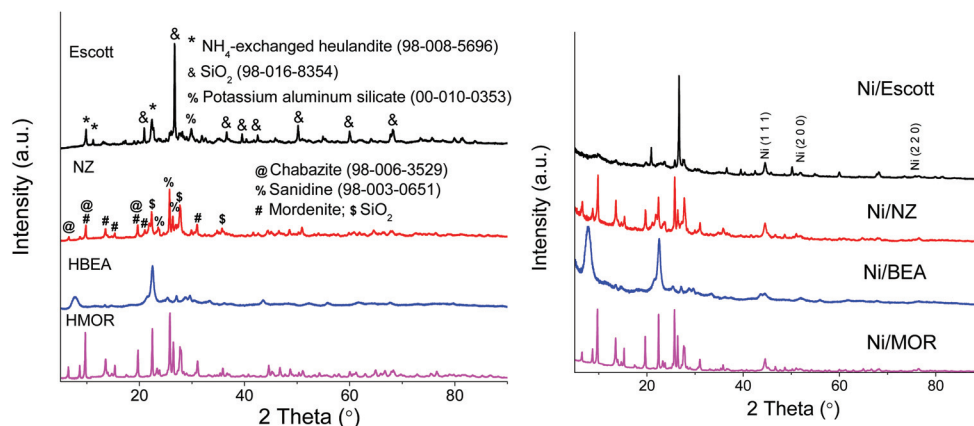 Escott
& * NH₄-exchanged heulandite (98-008-5696)
& SiO₂ (98-016-8354)
% Potassium aluminum silicate (00-010-0353)
* * & * % & & & & & &
NZ
@ Chabazite (98-006-3529)
% Sanidine (98-003-0651)
# Mordenite; $ SiO₂
@ @ # # # @ # # $ % % % $ # $
HBEA
HMOR
Intensity (a.u.)
20 40 60 80
2 Theta (°)
Ni/Escott
Ni (1 1 1)
Ni (2 0 0)
Ni (2 2 0)
Ni/NZ
Ni/BEA
Ni/MOR
Intensity (a.u.)
20 40 60 80
2 Theta (°)